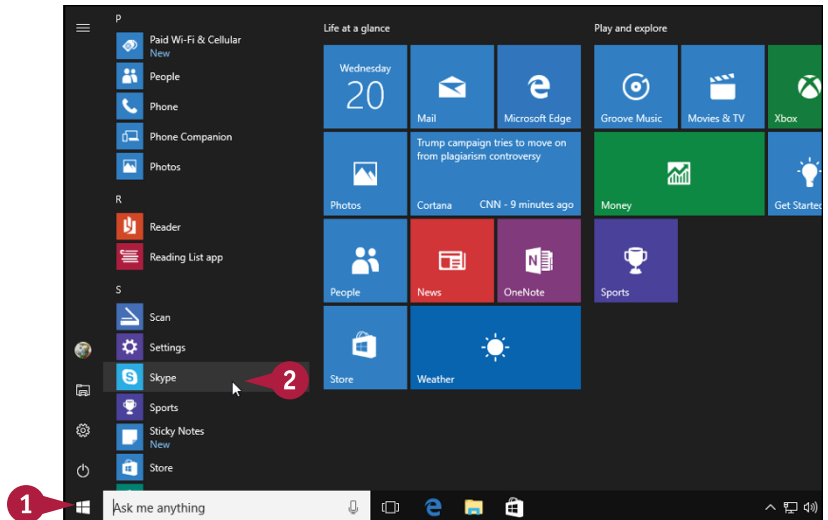 P
Paid Wi-Fi & Cellular
New
People
Phone
Phone Companion
Photos
R
Reader
Reading List app
S
Scan
Settings
Skype
2
Sports
Sticky Notes
New
Store
Life at a glance
Wednesday
20
Mail
Microsoft Edge
Photos
Trump campaign tries to move on
from plagiarism controversy
Cortana CNN - 9 minutes ago
People
News
OneNote
Store
Weather
Play and explore
Groove Music
Movies & TV
Xbox
Money
Get Started
Sports
1
Ask me anything